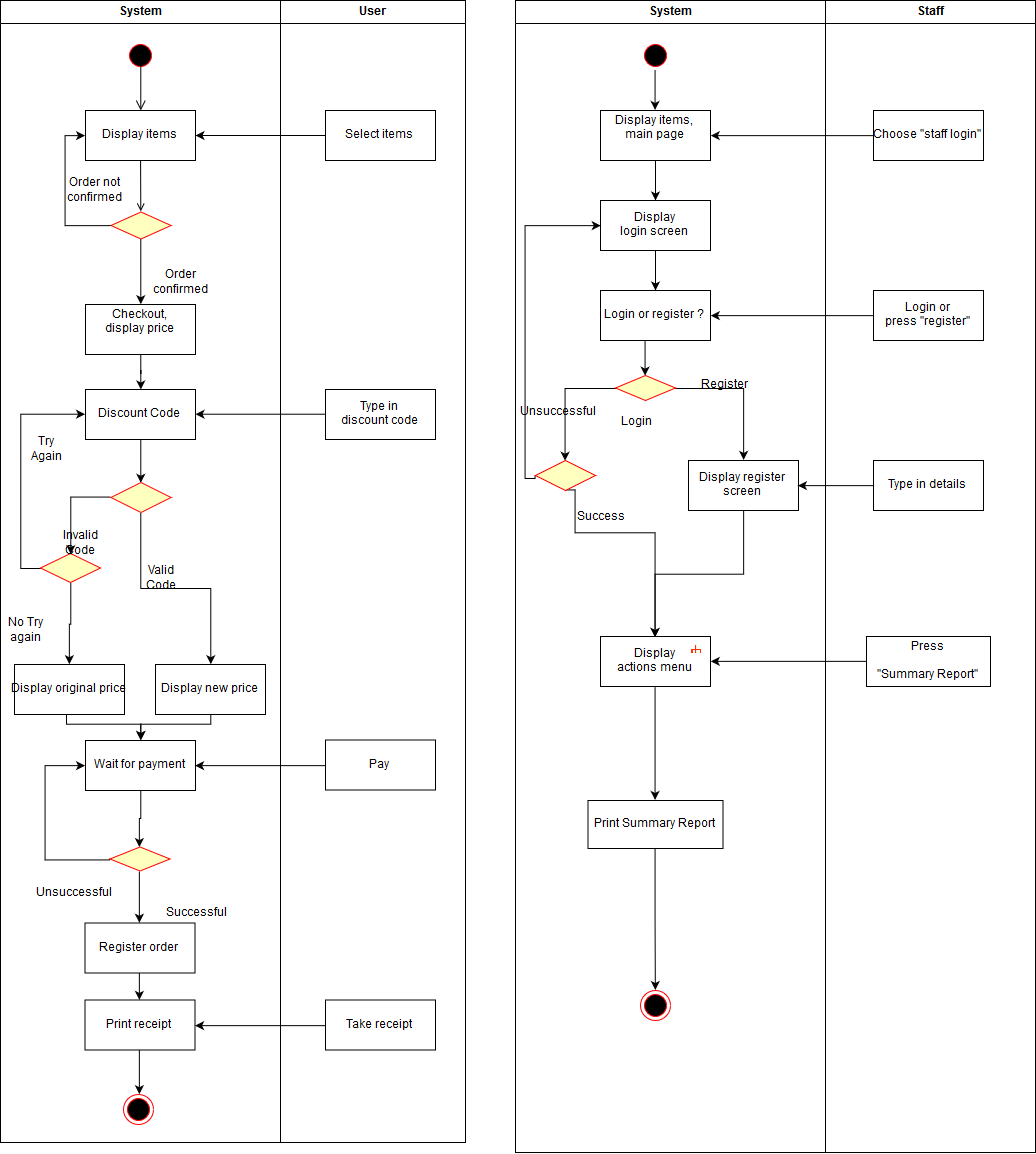 System
User
Display items
Select items
Order not
confirmed
Order
confirmed
Checkout,
display price
Discount Code
Type in
discount code
Try
Again
Invalid
Code
Valid
Code
No Try
again
Display original price
Display new price
Wait for payment
Pay
Unsuccessful
Successful
Register order
Print receipt
Take receipt
System
Staff
Display items,
main page
Choose "staff login"
Display
login screen
Login or register ?
Login or
press "register"
Register
Unsuccessful
Login
Display register
screen
Type in details
Success
Display
actions menu
Press
"Summary Report"
Print Summary Report